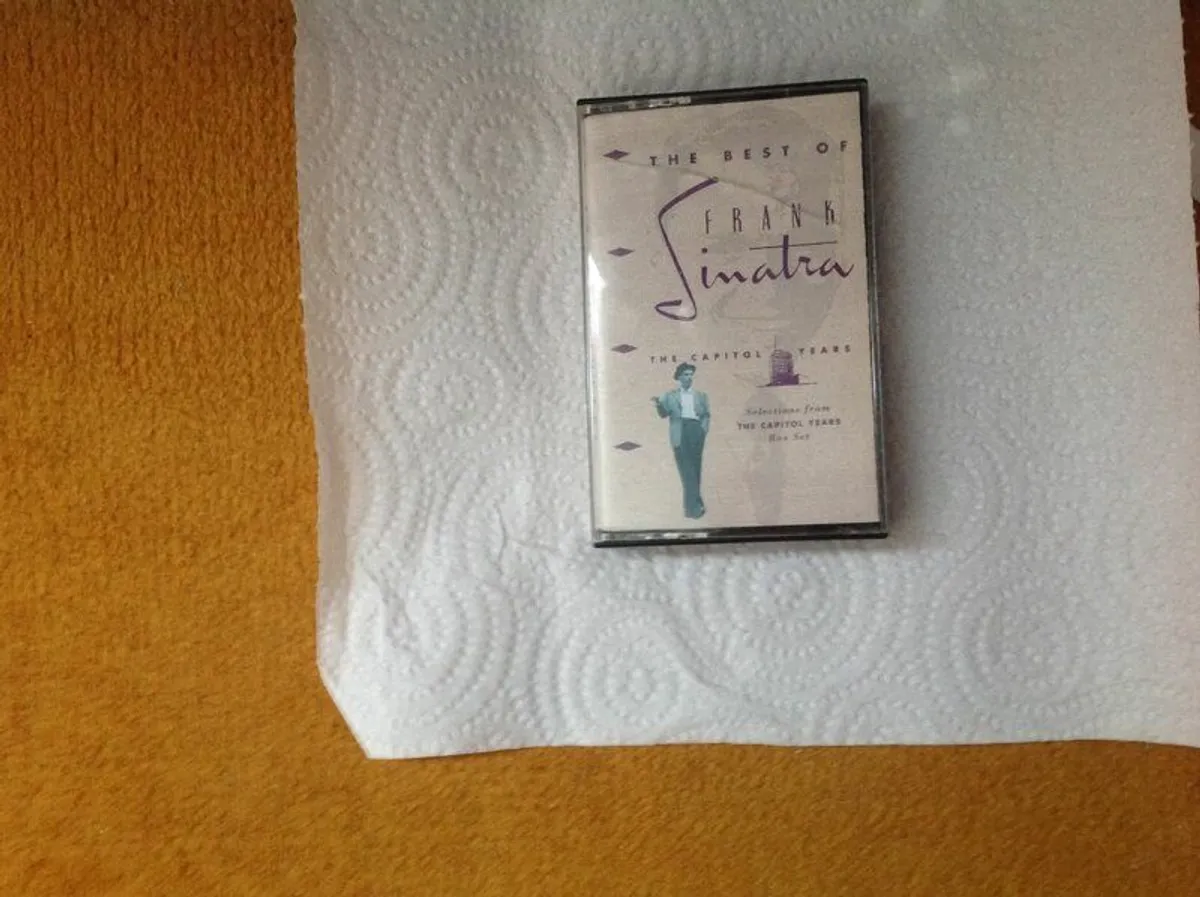 THE BEST OF
FRANK
Sinatra
THE CAPITOL YEARS
Selections from
THE CAPITOL YEARS
Box Set